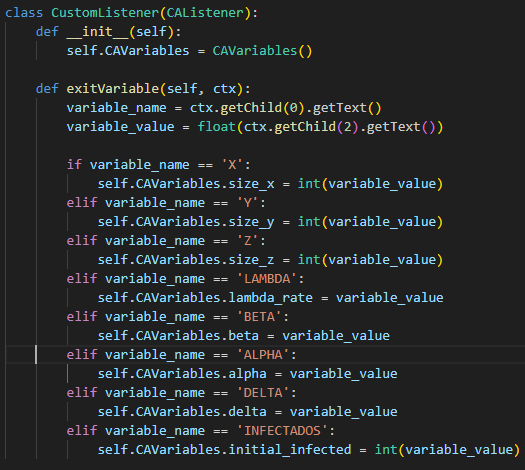 class CustomListener(CAListener):
    def __init__(self):
        self.CAVariables = CAVariables()

    def exitVariable(self, ctx):
        variable_name = ctx.getChild(0).getText()
        variable_value = float(ctx.getChild(2).getText())

        if variable_name == 'X':
            self.CAVariables.size_x = int(variable_value)
        elif variable_name == 'Y':
            self.CAVariables.size_y = int(variable_value)
        elif variable_name == 'Z':
            self.CAVariables.size_z = int(variable_value)
        elif variable_name == 'LAMBDA':
            self.CAVariables.lambda_rate = variable_value
        elif variable_name == 'BETA':
            self.CAVariables.beta = variable_value
        elif variable_name == 'ALPHA':
            self.CAVariables.alpha = variable_value
        elif variable_name == 'DELTA':
            self.CAVariables.delta = variable_value
        elif variable_name == 'INFECTADOS':
            self.CAVariables.initial_infected = int(variable_value)